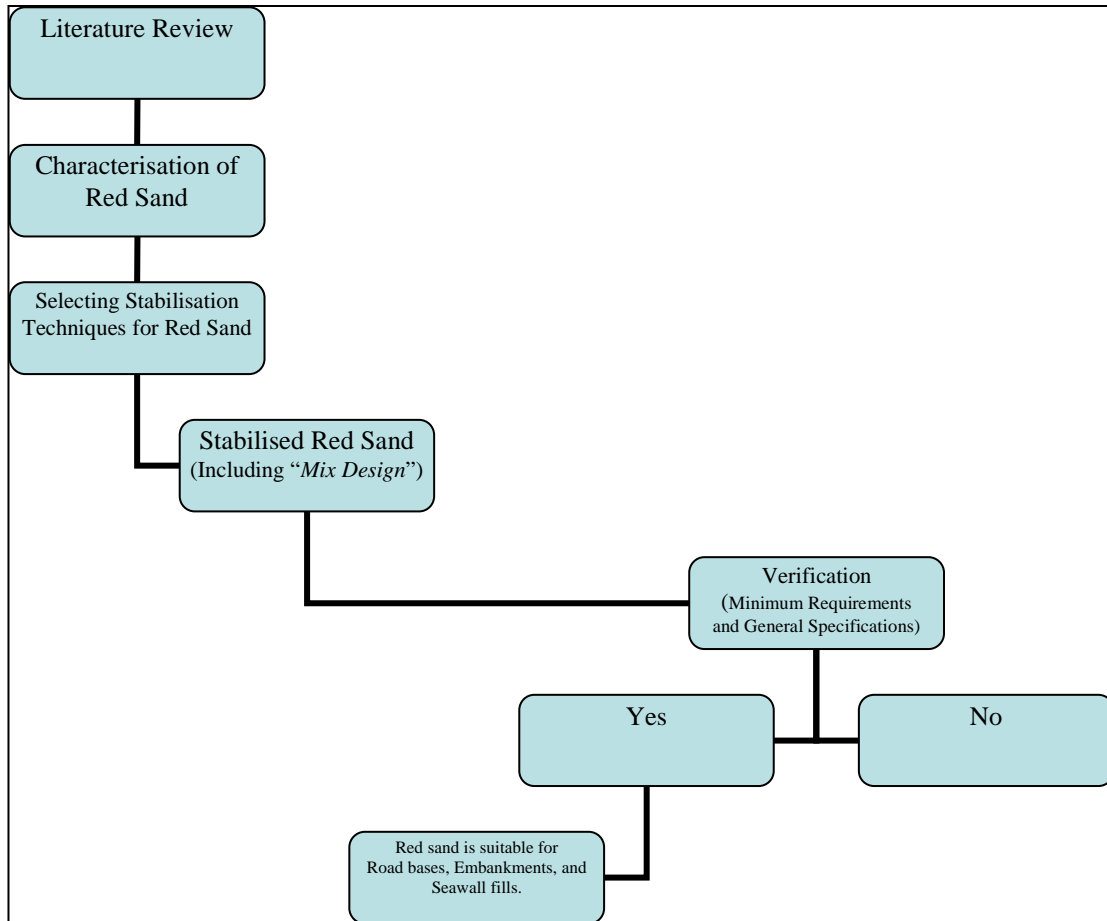 Literature Review
Characterisation of
Red Sand
Selecting Stabilisation
Techniques for Red Sand
Stabilised Red Sand
(Including “Mix Design”)
Verification
(Minimum Requirements
and General Specifications)
Yes
No
Red sand is suitable for
Road bases, Embankments, and
Seawall fills.